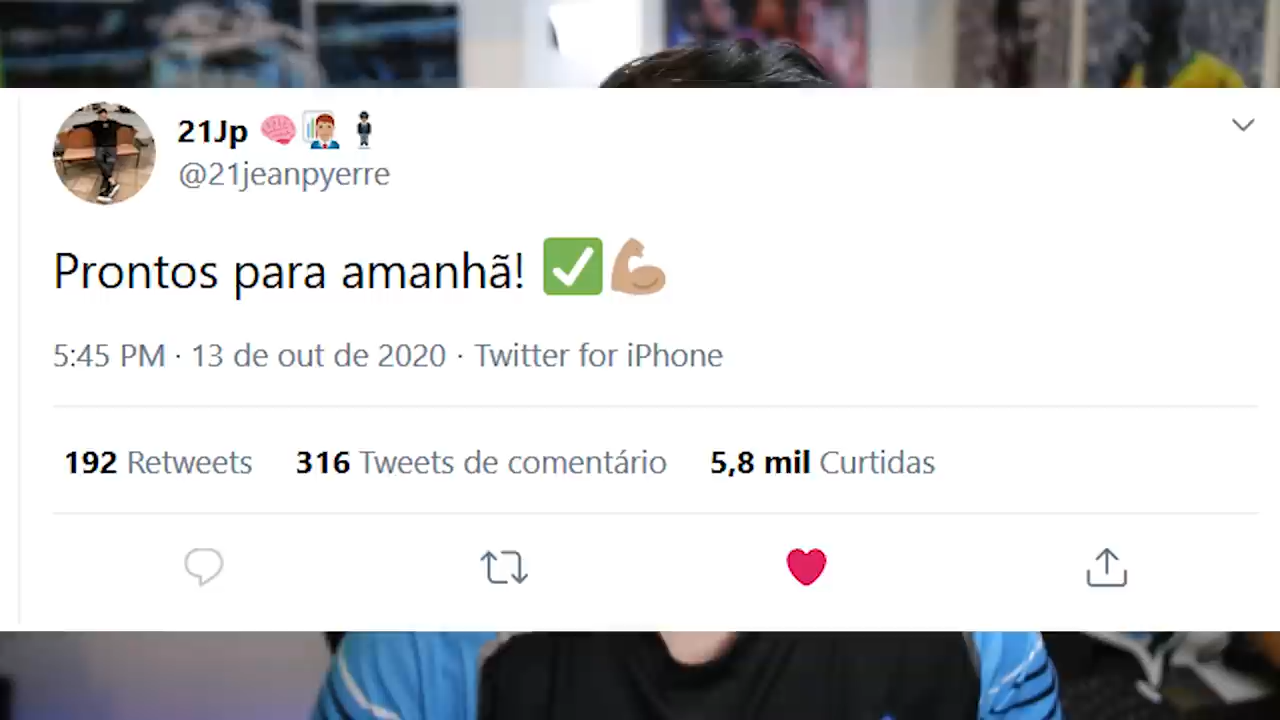 21Jp 🧠👨🏼‍💼🕴🏿
@21jeanpyerre
Prontos para amanhã! ✅💪🏼
5:45 PM · 13 de out de 2020 · Twitter for iPhone
192 Retweets 316 Tweets de comentário 5,8 mil Curtidas